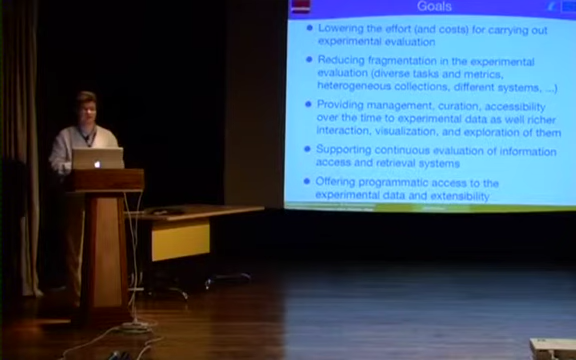 Goals
Lowering the effort (and costs) for carrying out
experimental evaluation
Reducing fragmentation in the experimental
evaluation (diverse tasks and metrics,
heterogeneous collections, different systems, ...)
Providing management, curation, accessibility
over the time to experimental data as well richer
interaction, visualization, and exploration of them
Supporting continuous evaluation of information
access and retrieval systems
Offering programmatic access to the
experimental data and extensibility